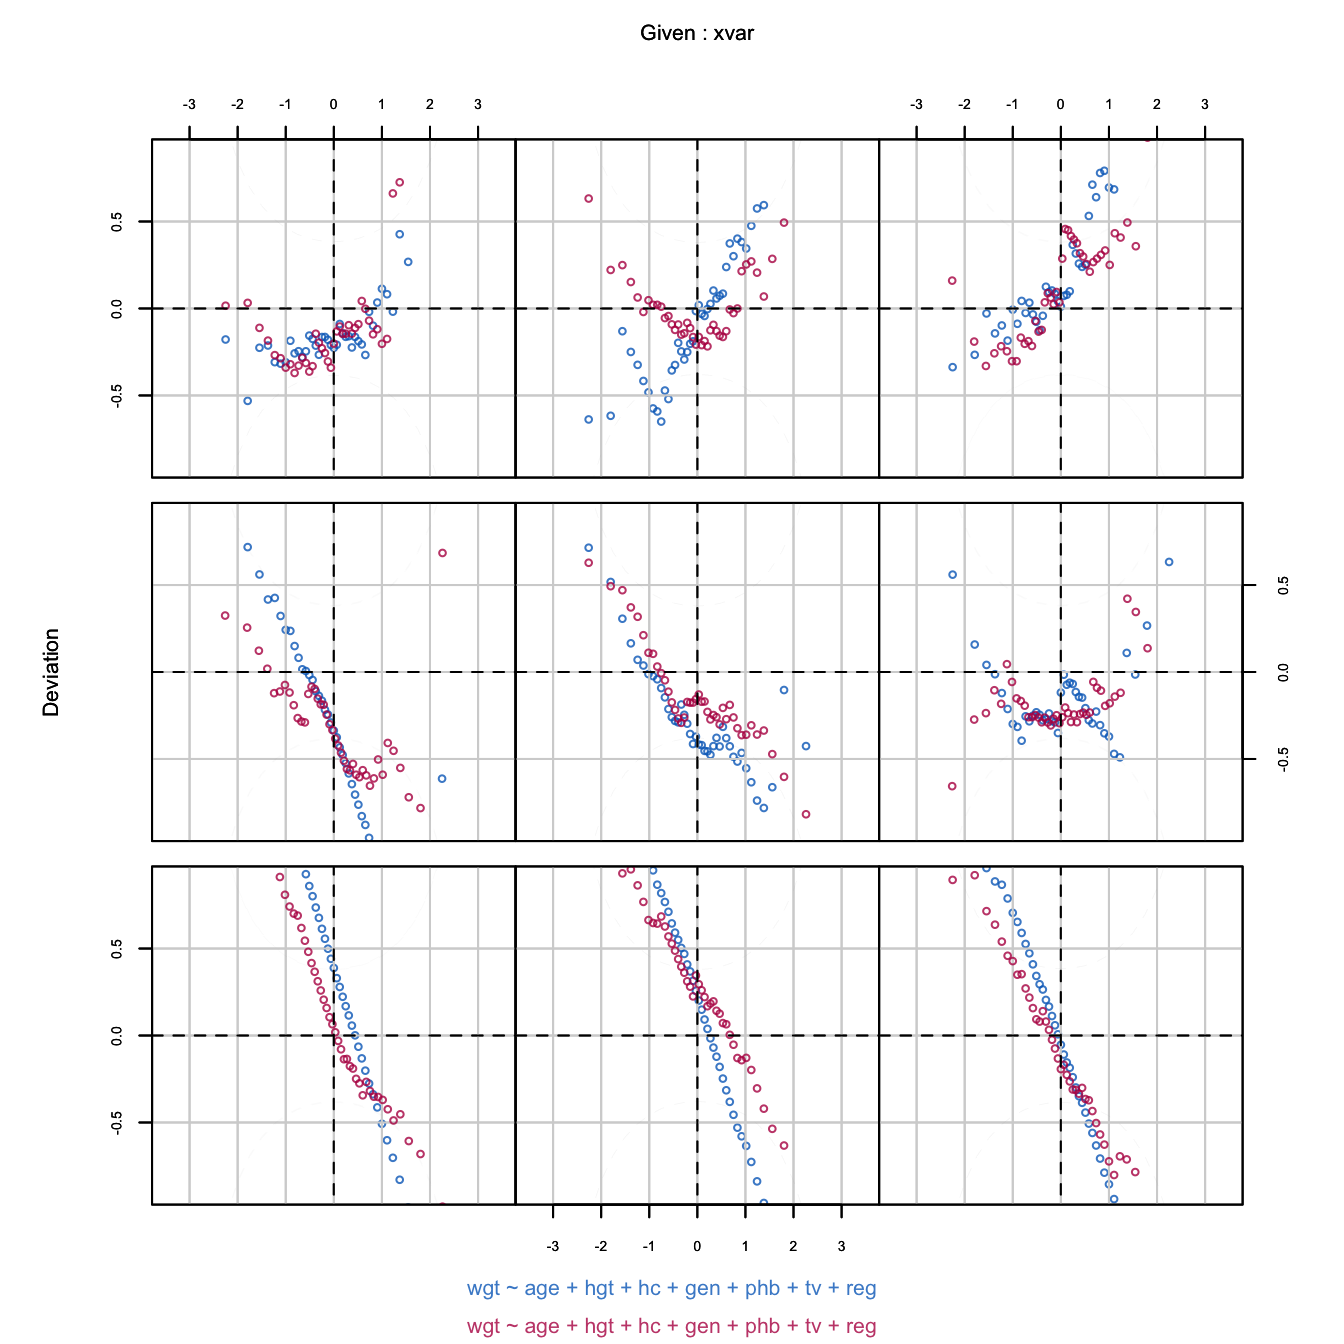 Given : xvar
-3 -2 -1 0 1 2 3 -3 -2 -1 0 1 2 3
0.5
0.0
-0.5
0.5
0.0
-0.5
Deviation
0.5
0.0
-0.5
-3 -2 -1 0 1 2 3
wgt ~ age + hgt + hc + gen + phb + tv + reg
wgt ~ age + hgt + hc + gen + phb + tv + reg